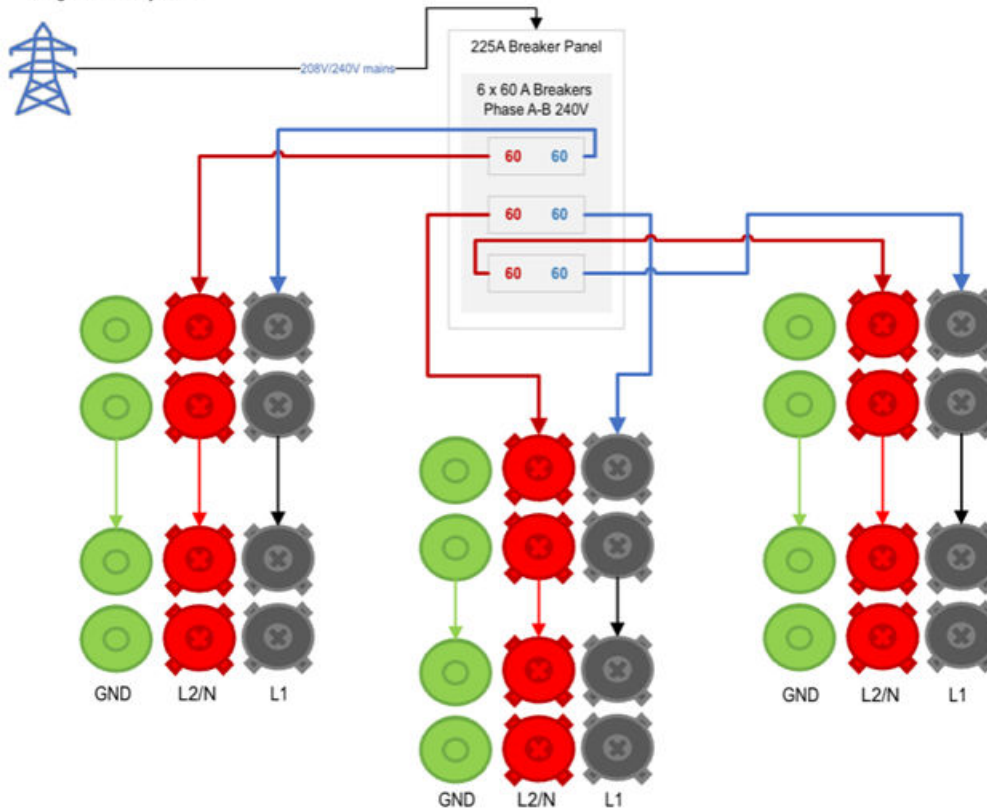 225A Breaker Panel
208V/240V mains
6 x 60 A Breakers
Phase A-B 240V
60 60
60 60
60 60
GND L2/N L1
GND L2/N L1
GND L2/N L1